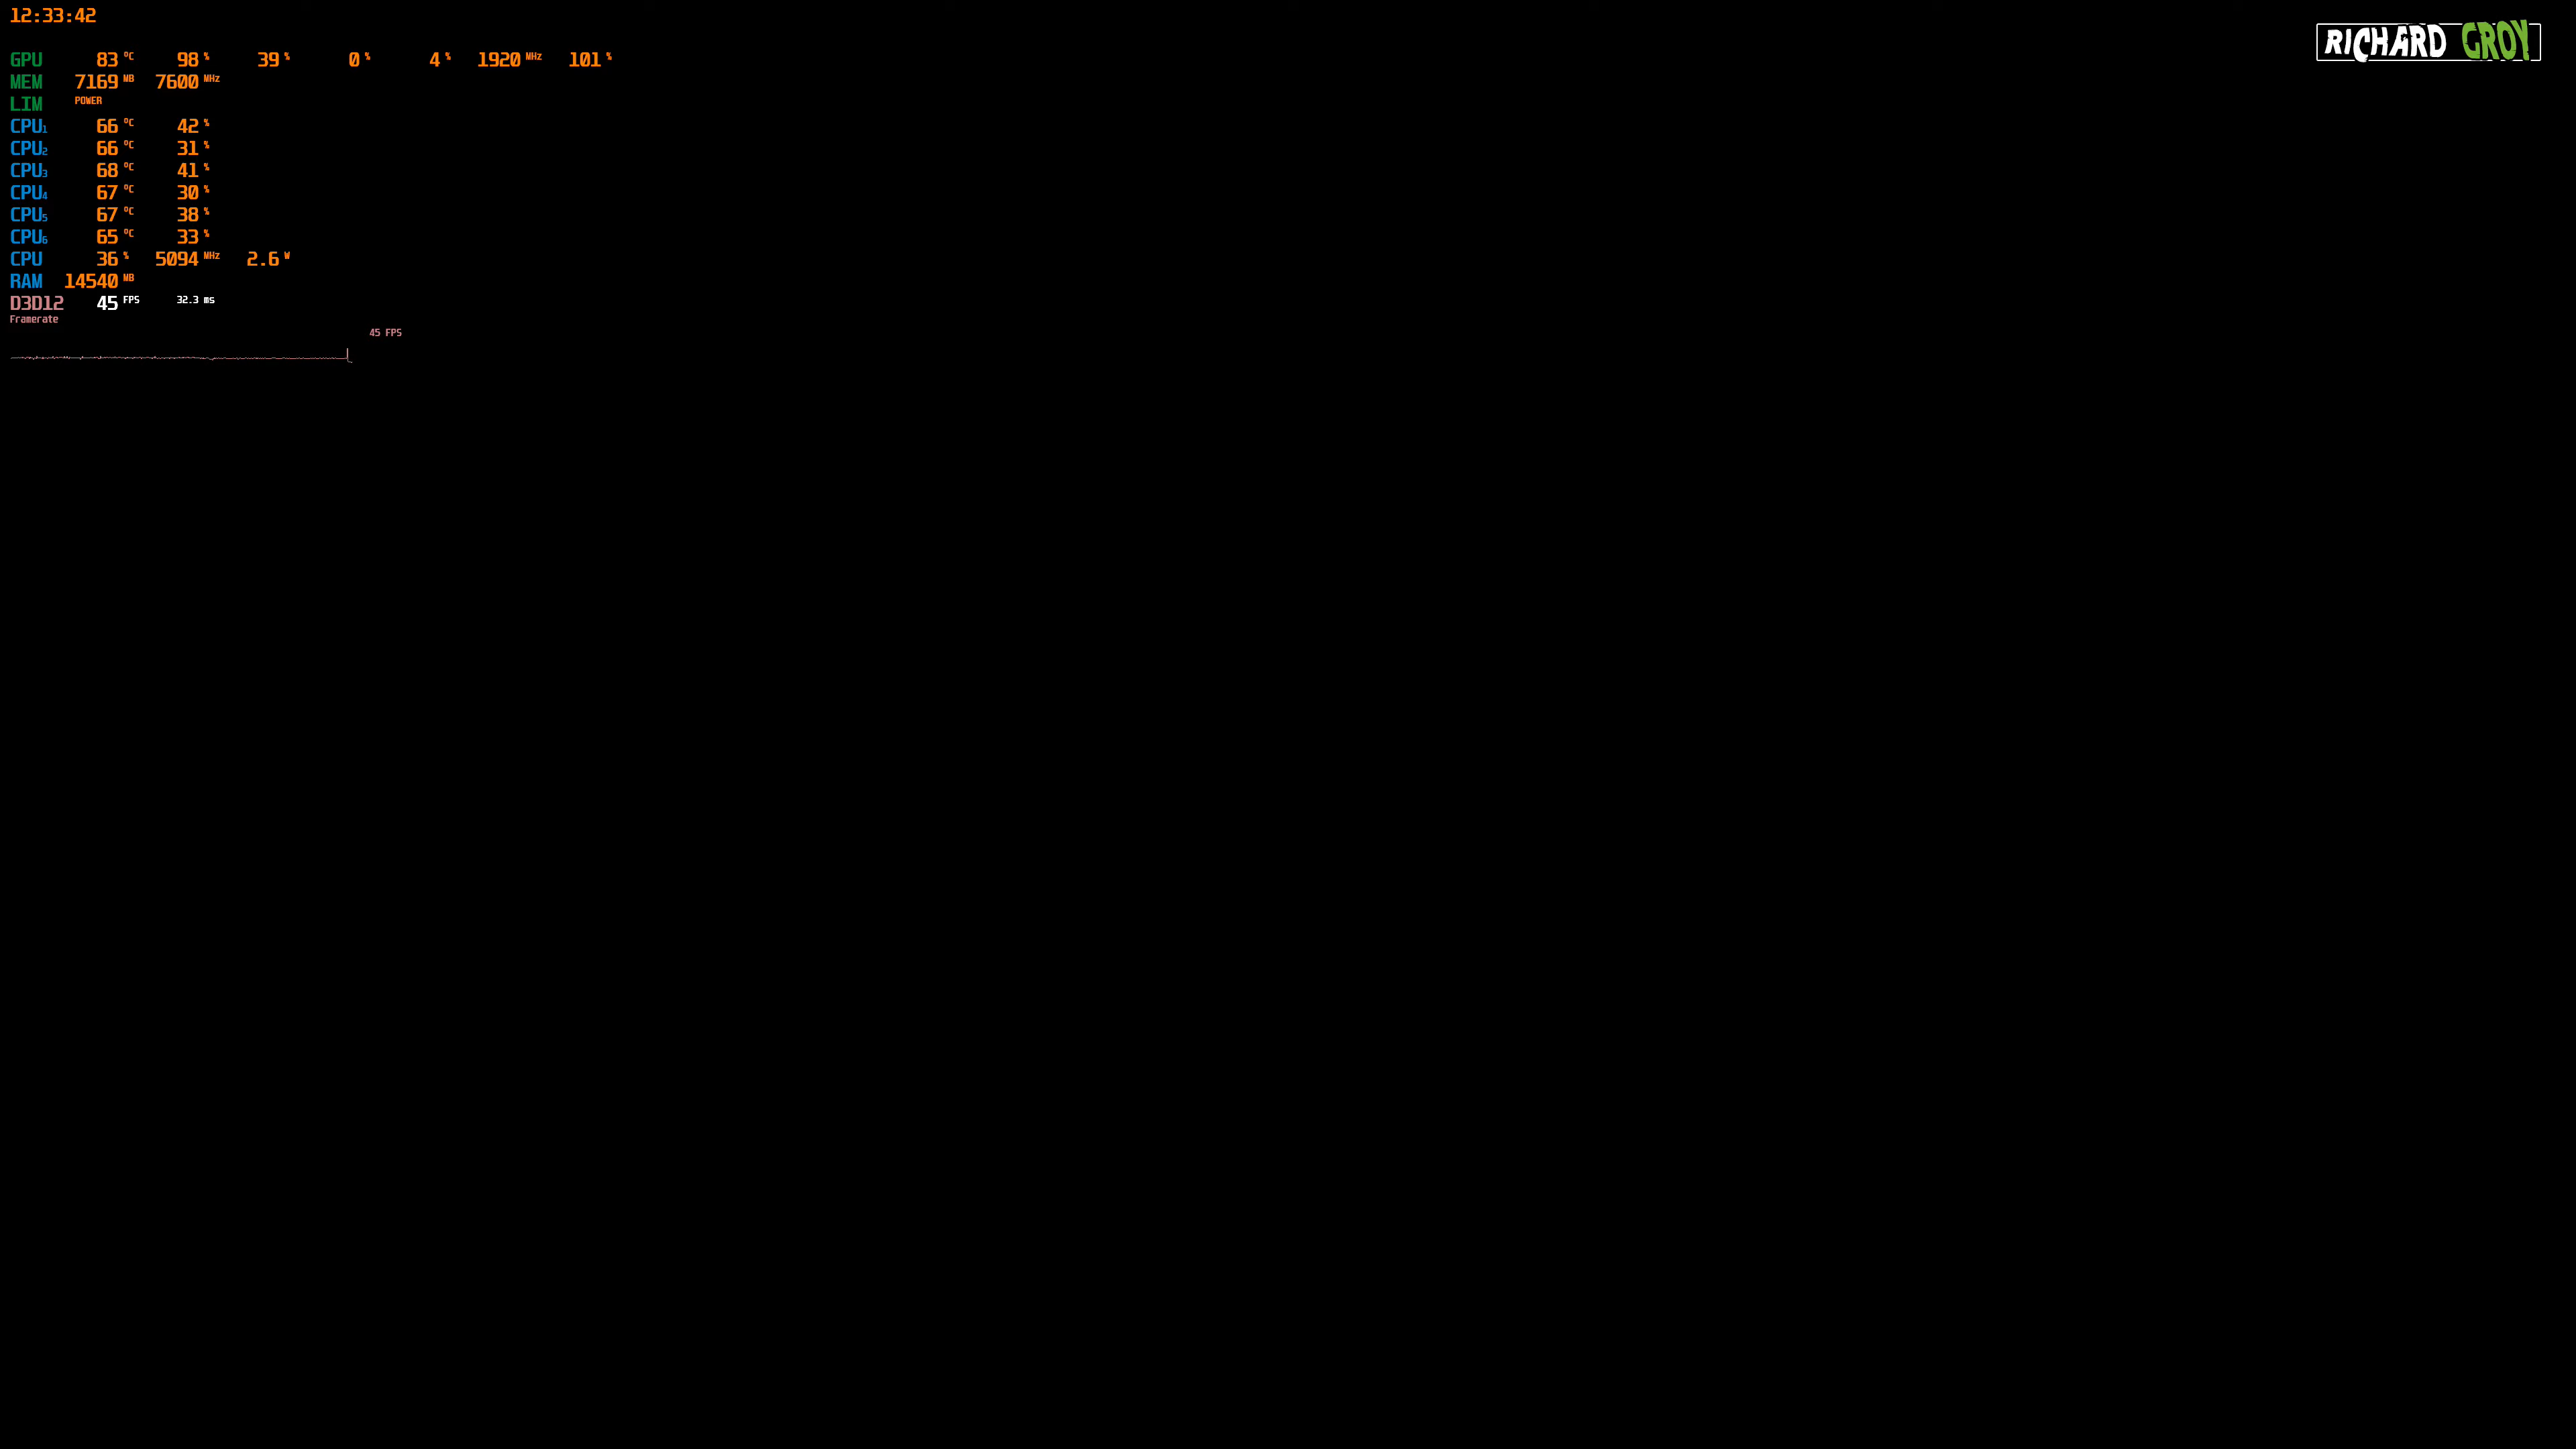 12:33:42
RICHARD GROY
GPU 83 °C 98 % 39 % 0 % 4 % 1920 MHz 101 %
MEM 7169 MB 7600 MHz
LIM POWER
CPU1 66 °C 42 %
CPU2 66 °C 31 %
CPU3 68 °C 41 %
CPU4 67 °C 30 %
CPU5 67 °C 38 %
CPU6 65 °C 33 %
CPU 36 % 5094 MHz 2.6 W
RAM 14540 MB
D3D12 45 FPS 32.3 ms
Framerate
45 FPS